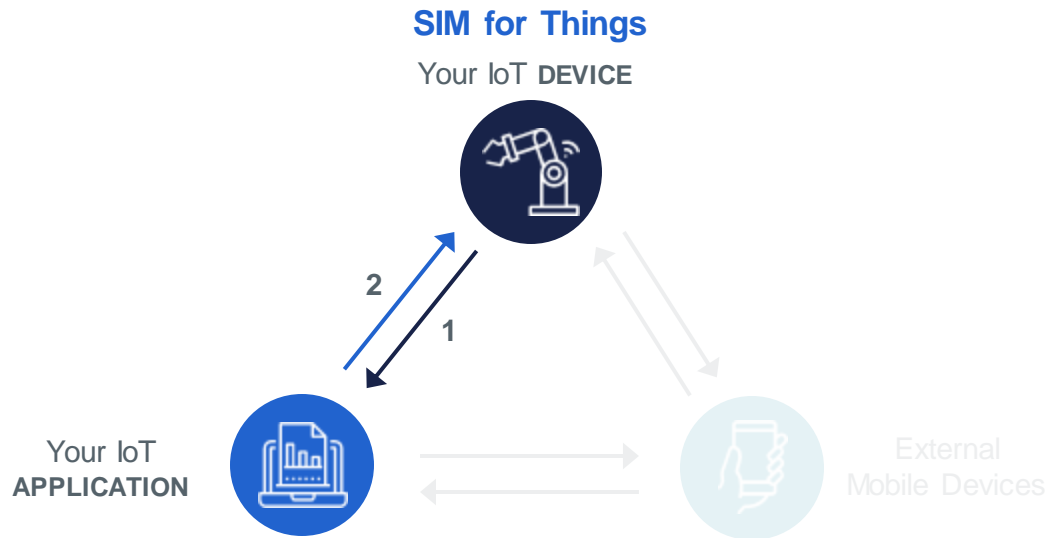 SIM for Things
Your IoT DEVICE
2
1
Your IoT
APPLICATION
External
Mobile Devices